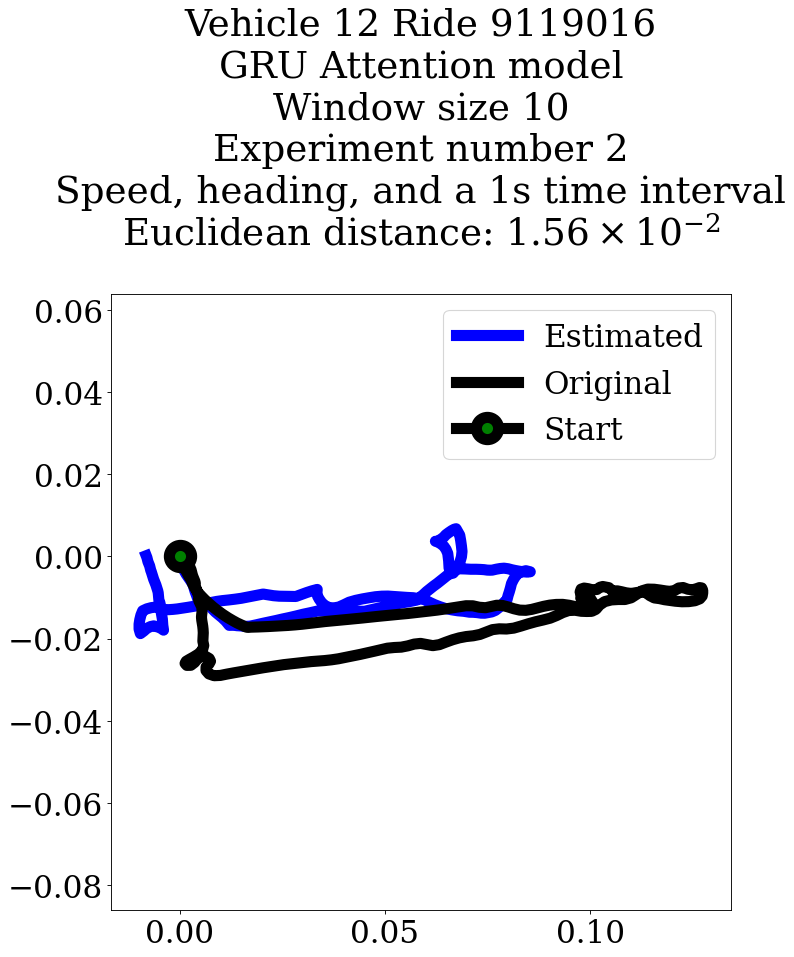 Vehicle 12 Ride 9119016
GRU Attention model
Window size 10
Experiment number 2
Speed, heading, and a 1s time interval
Euclidean distance: 1.56 × 10⁻²
0.06
0.04
0.02
0.00
−0.02
−0.04
−0.06
−0.08
Estimated
Original
Start
0.00 0.05 0.10